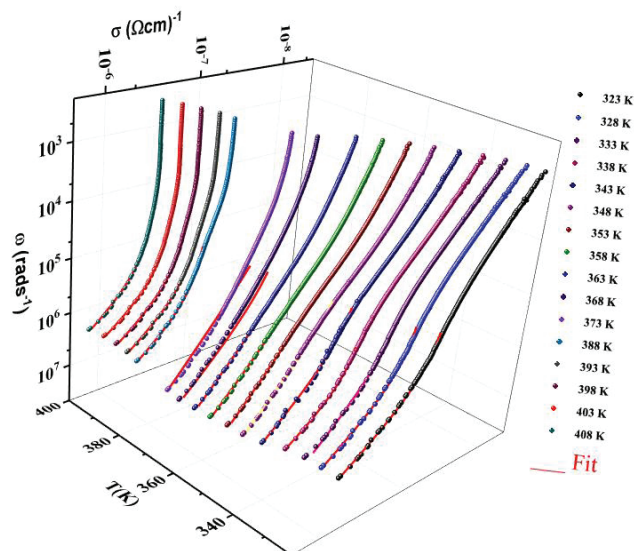 σ (Ωcm)⁻¹
10⁻⁶
10⁻⁷
10⁻⁸
10³
10⁴
10⁵
10⁶
10⁷
ω (rads⁻¹)
400
380
360
340
T(K)
323 K
328 K
333 K
338 K
343 K
348 K
353 K
358 K
363 K
368 K
373 K
388 K
393 K
398 K
403 K
408 K
Fit